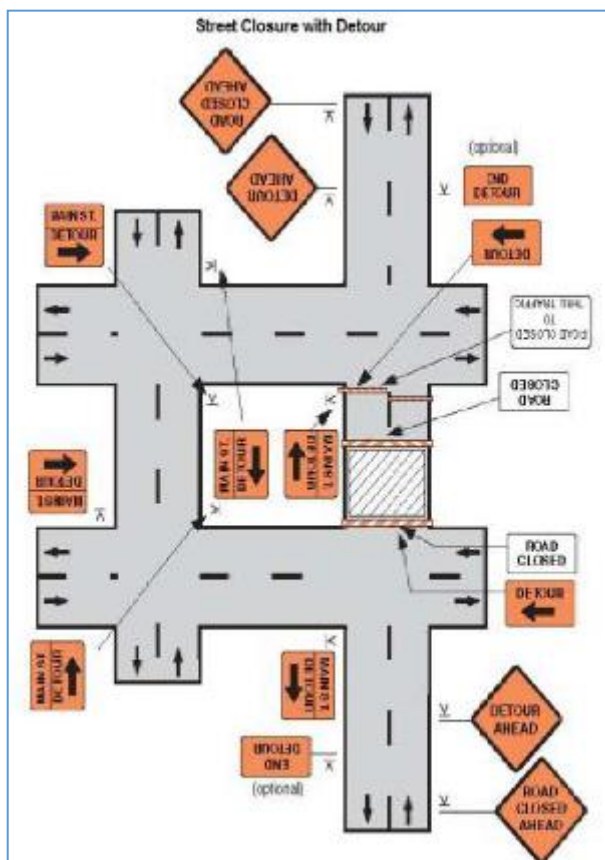 Street Closure with Detour
ROAD
CLOSED
AHEAD
(optional)
DETOUR
AHEAD
END
DETOUR
MAIN ST.
DETOUR
DETOUR
ROAD CLOSED
TO
THRU TRAFFIC
ROAD
CLOSED
MAIN ST.
DETOUR
MAIN ST.
DETOUR
MAIN ST.
DETOUR
ROAD
CLOSED
DETOUR
MAIN ST.
DETOUR
MAIN ST.
DETOUR
DETOUR
AHEAD
END
DETOUR
(optional)
ROAD
CLOSED
AHEAD